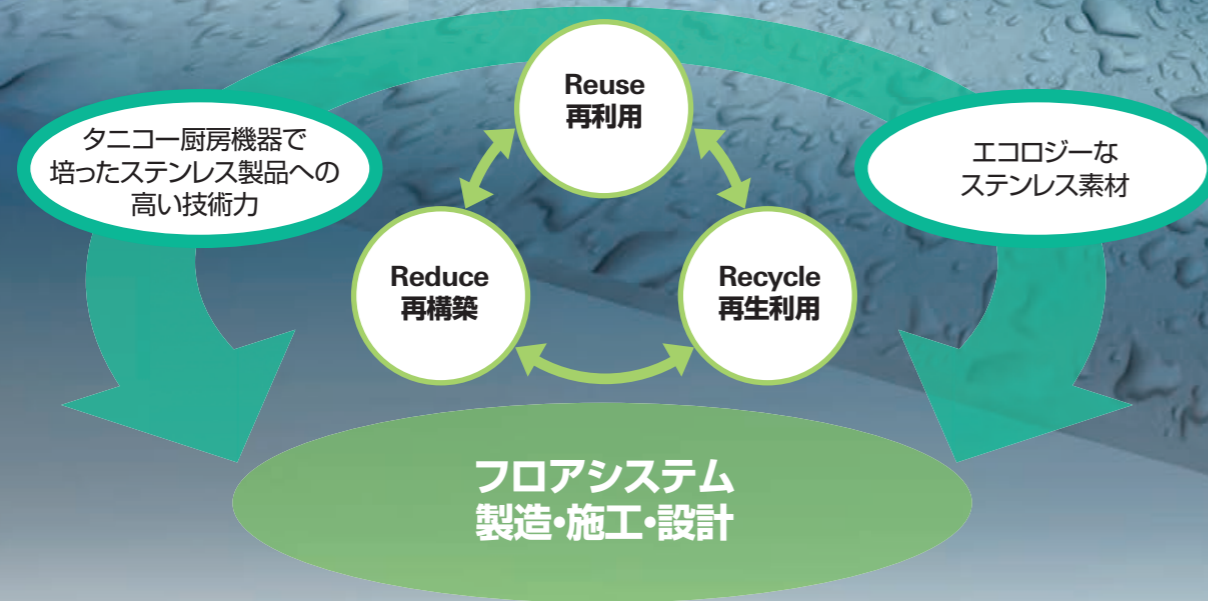 Reuse
再利用
タニコー厨房機器で
培ったステンレス製品への
高い技術力
エコロジーな
ステンレス素材
Reduce
再構築
Recycle
再生利用
フロアシステム
製造・施工・設計